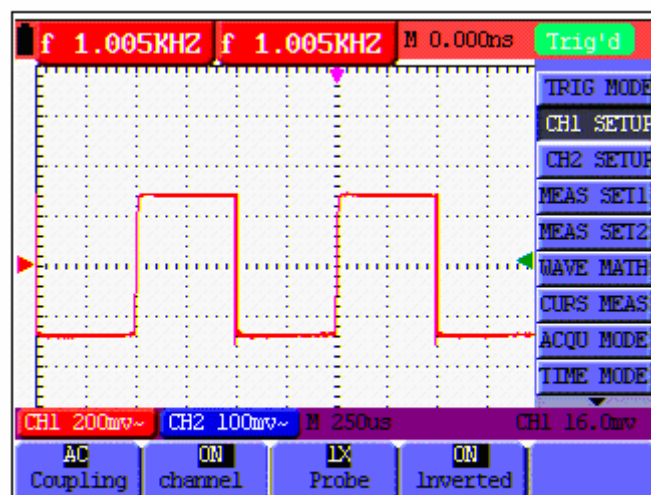 f 1.005KHZ f 1.005KHZ M 0.000ns Trig'd
TRIG MODE
CH1 SETUP
CH2 SETUP
MEAS SET1
MEAS SET2
WAVE MATH
CURS MEAS
ACQU MODE
TIME MODE
CH1 200mv~ CH2 100mv~ M 250us CH1 16.0mv
AC ON 1X ON
Coupling channel Probe Inverted